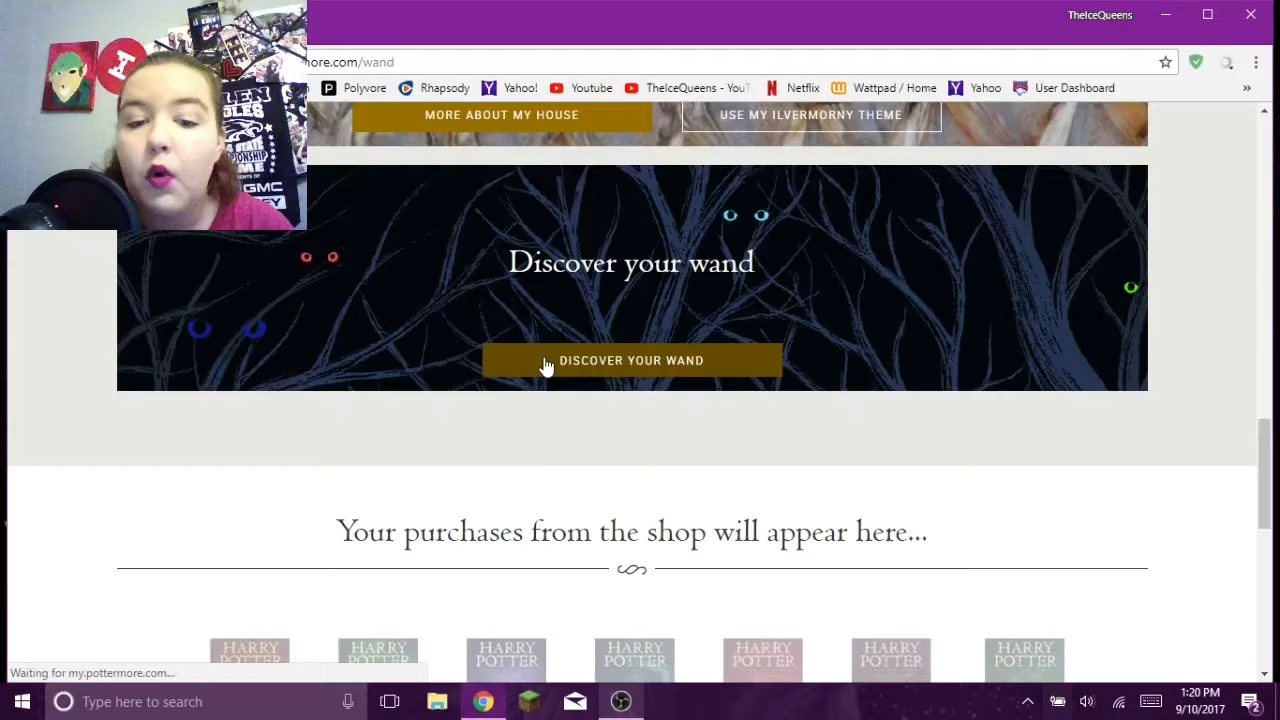 TheIceQueens
more.com/wand
Polyvore
Rhapsody
Yahoo!
Youtube
TheIceQueens - YouT
Netflix
Wattpad / Home
Yahoo
User Dashboard
»
MORE ABOUT MY HOUSE
USE MY ILVERMORNY THEME
GMC
Discover your wand
DISCOVER YOUR WAND
Your purchases from the shop will appear here...
HARRY POTTER
HARRY POTTER
HARRY POTTER
HARRY POTTER
HARRY POTTER
HARRY POTTER
HARRY POTTER
Waiting for my.pottermore.com...
Type here to search
1:20 PM
9/10/2017
2